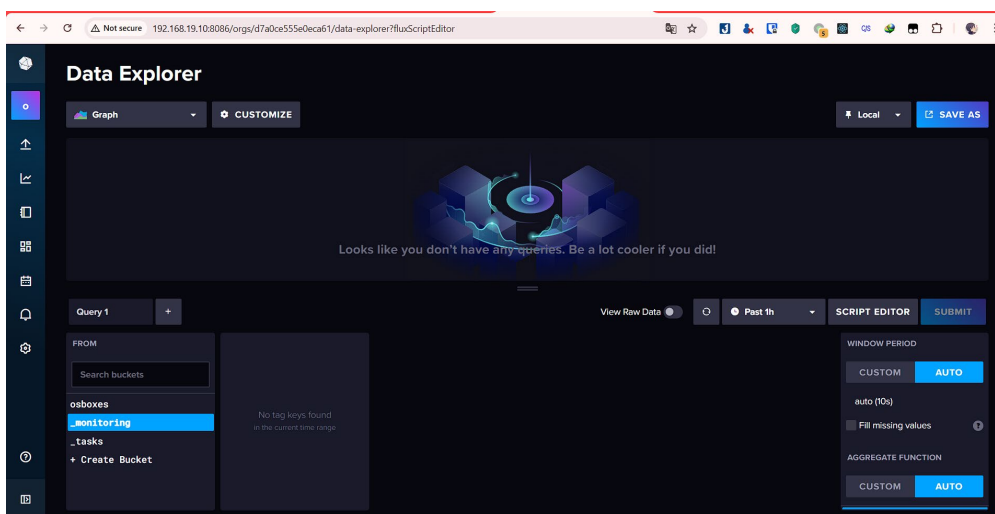 Not secure 192.168.19.10:8086/orgs/d7a0ce555e0eca61/data-explorer?fluxScriptEditor
Data Explorer
O
Graph CUSTOMIZE Local SAVE AS
Looks like you don't have any queries. Be a lot cooler if you did!
Query 1 + View Raw Data Past 1h SCRIPT EDITOR SUBMIT
FROM
Search buckets
osboxes
_monitoring
_tasks
+ Create Bucket
No tag keys found
in the current time range
WINDOW PERIOD
CUSTOM AUTO
auto (10s)
Fill missing values ?
AGGREGATE FUNCTION
CUSTOM AUTO